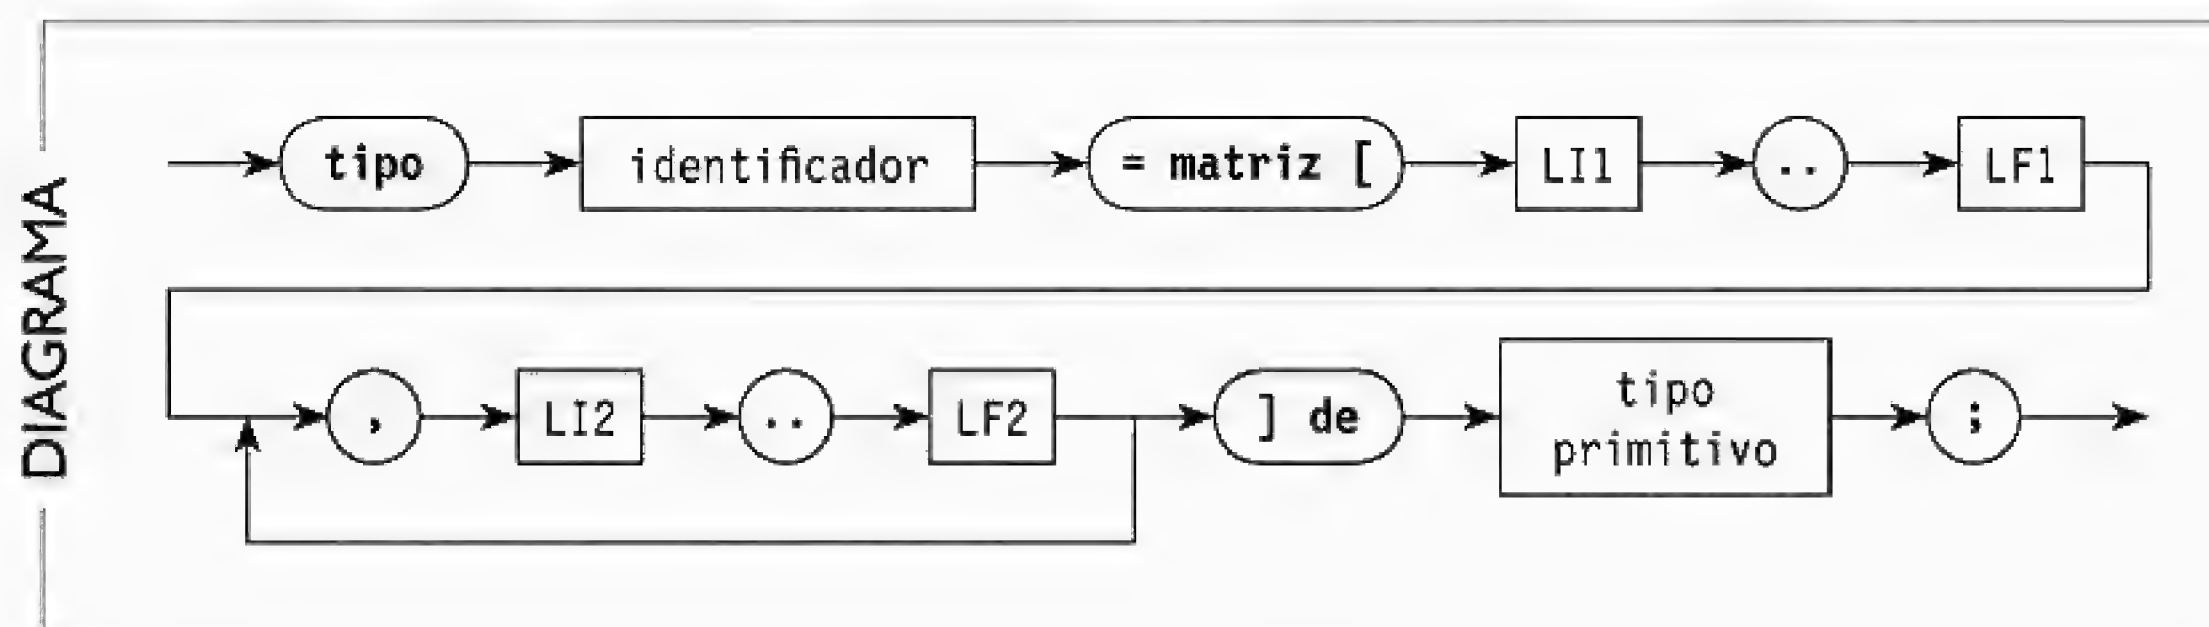 DIAGRAMA
tipo identificador = matriz [ LI1 .. LF1
, LI2 .. LF2 ] de tipo primitivo ;